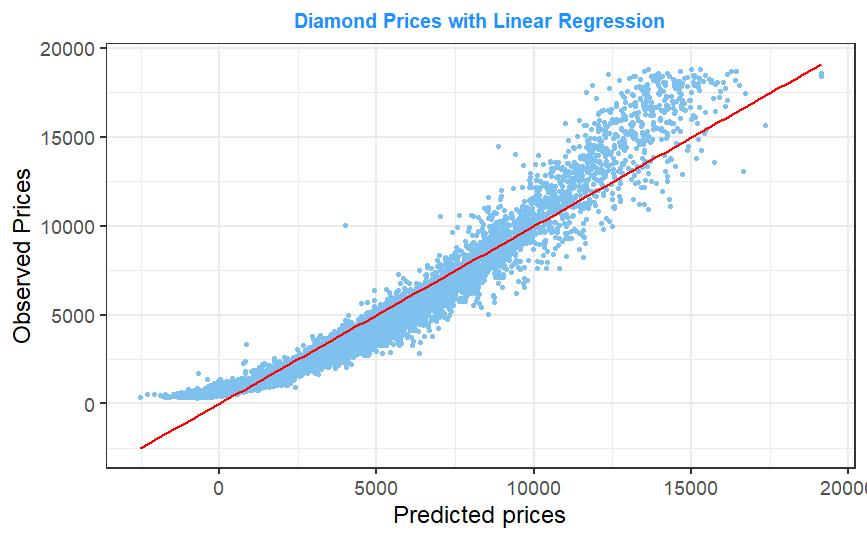 Diamond Prices with Linear Regression
Observed Prices
20000
15000
10000
5000
0
0 5000 10000 15000 20000
Predicted prices